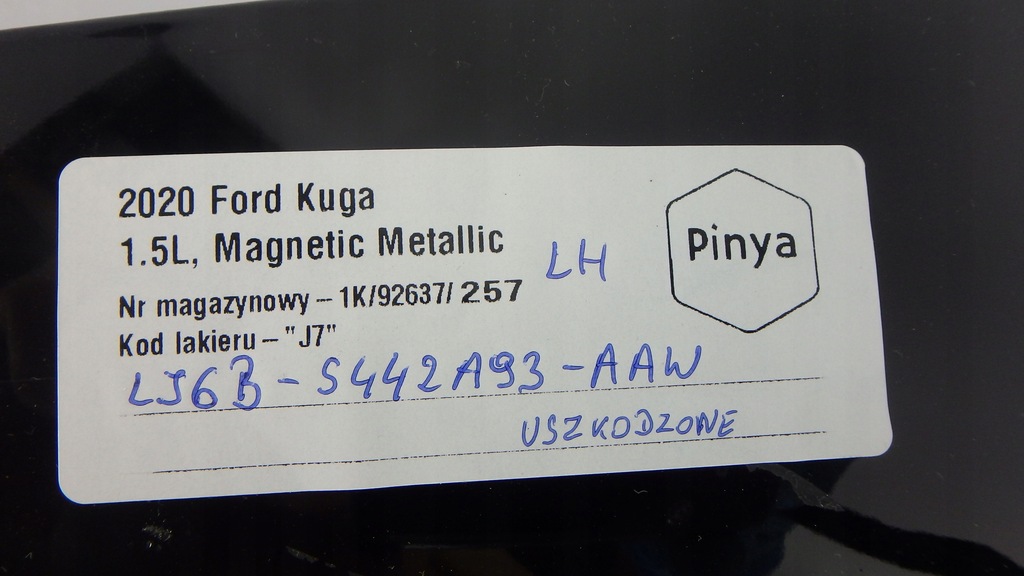 2020 Ford Kuga
1.5L, Magnetic Metallic
LH
Pinya
Nr magazynowy – 1K/92637/ 257
Kod lakieru – "J7"
LJ6B - S442A93 - AAW
USZKODZONE